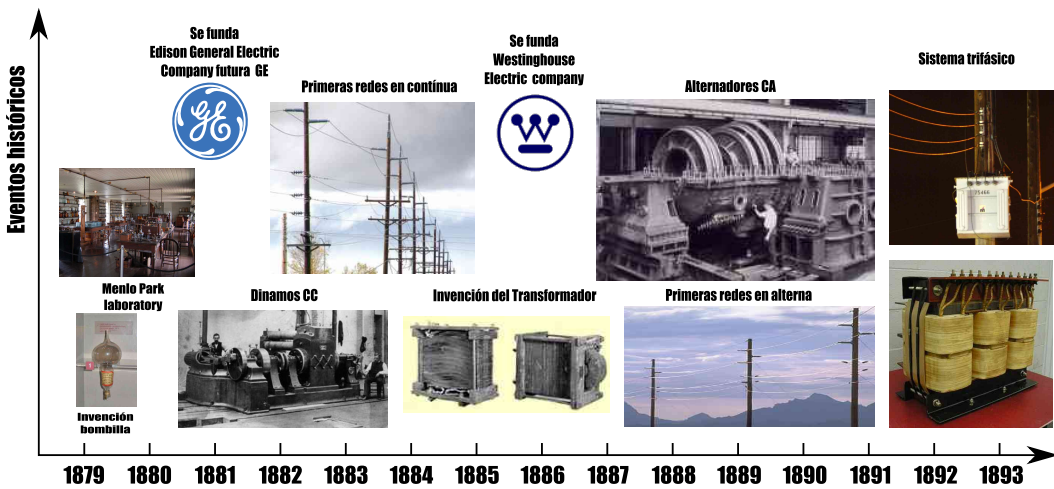 Eventos históricos
Se funda
Edison General Electric
Company futura GE
GE
Primeras redes en contínua
Se funda
Westinghouse
Electric company
W
Alternadores CA
Sistema trifásico
Menlo Park
laboratory
Dinamos CC
Invención del Transformador
Primeras redes en alterna
Invención
bombilla
1879 1880 1881 1882 1883 1884 1885 1886 1887 1888 1889 1890 1891 1892 1893